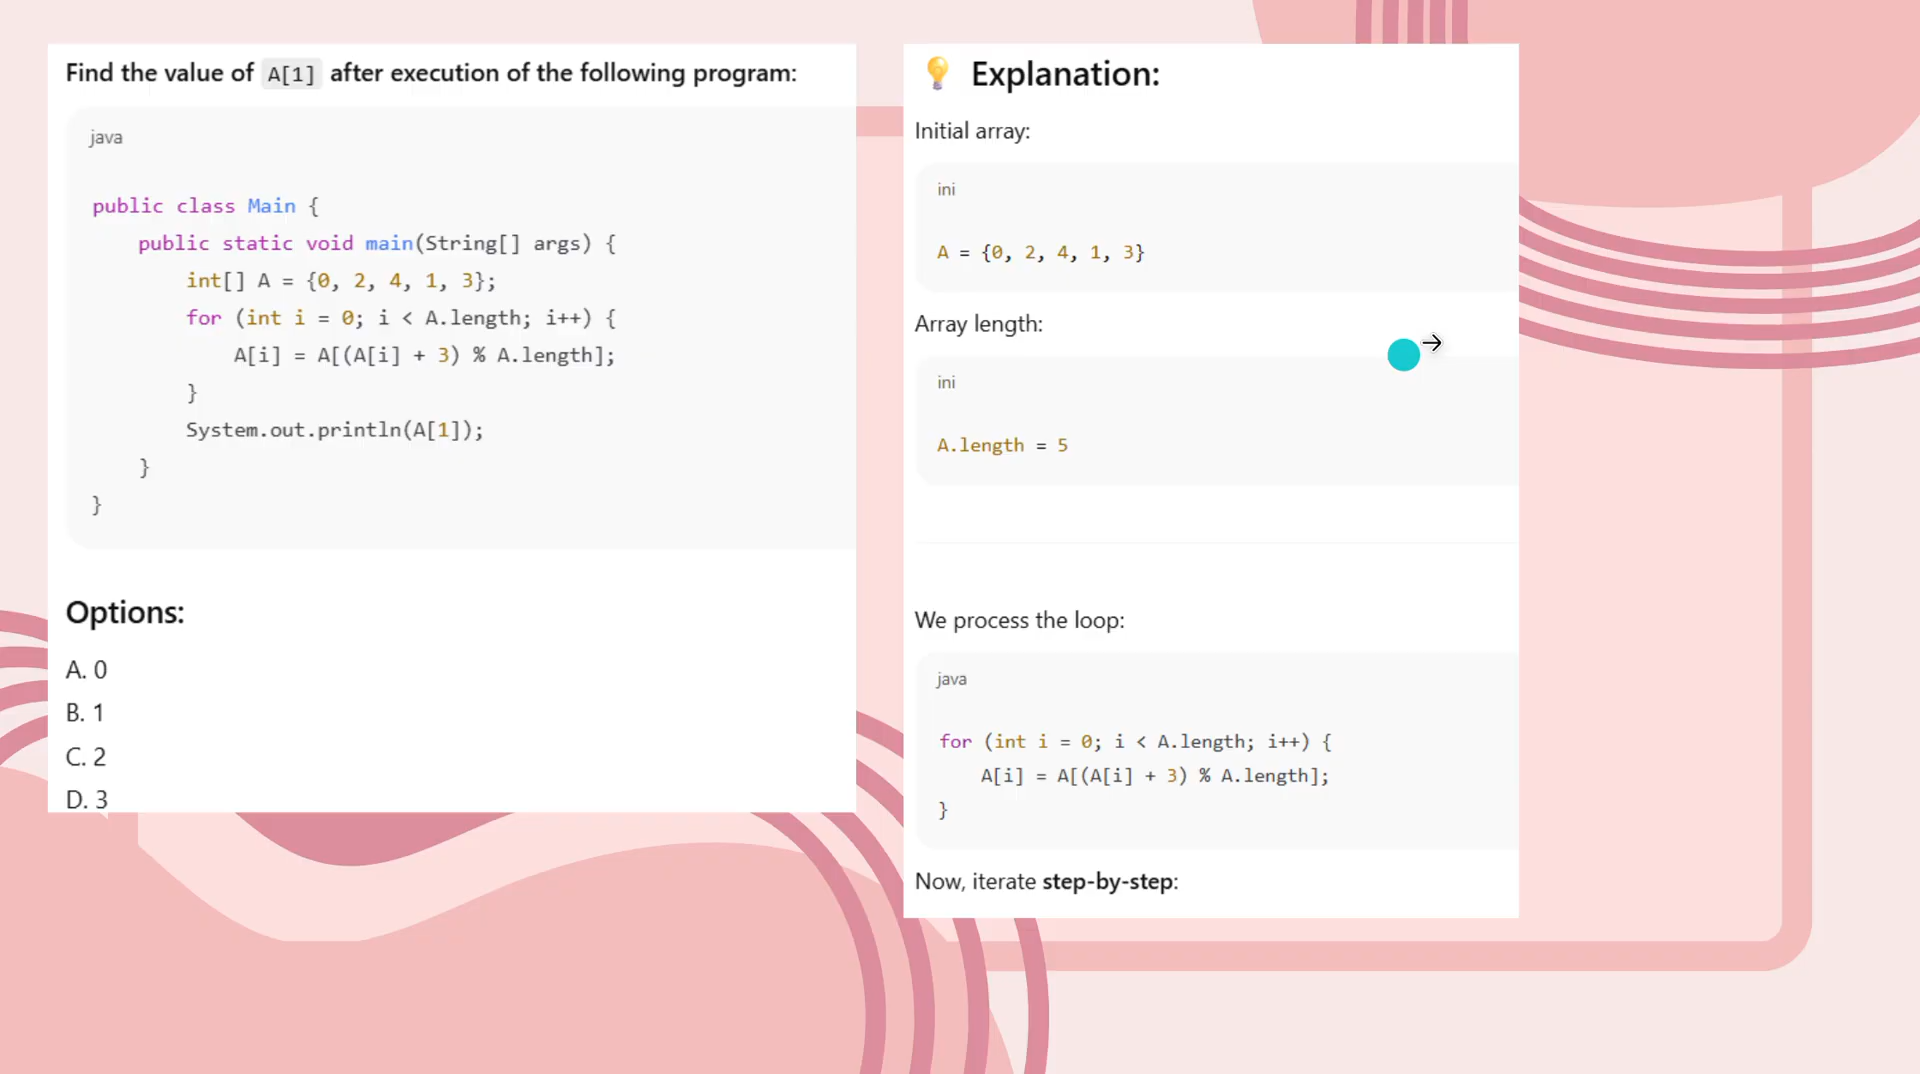 Find the value of A[1] after execution of the following program:
java
public class Main {
    public static void main(String[] args) {
        int[] A = {0, 2, 4, 1, 3};
        for (int i = 0; i < A.length; i++) {
            A[i] = A[(A[i] + 3) % A.length];
        }
        System.out.println(A[1]);
    }
}
Options:
A. 0
B. 1
C. 2
D. 3
💡 Explanation:
Initial array:
ini
A = {0, 2, 4, 1, 3}
Array length:
ini
A.length = 5
We process the loop:
java
for (int i = 0; i < A.length; i++) {
    A[i] = A[(A[i] + 3) % A.length];
}
Now, iterate step-by-step: